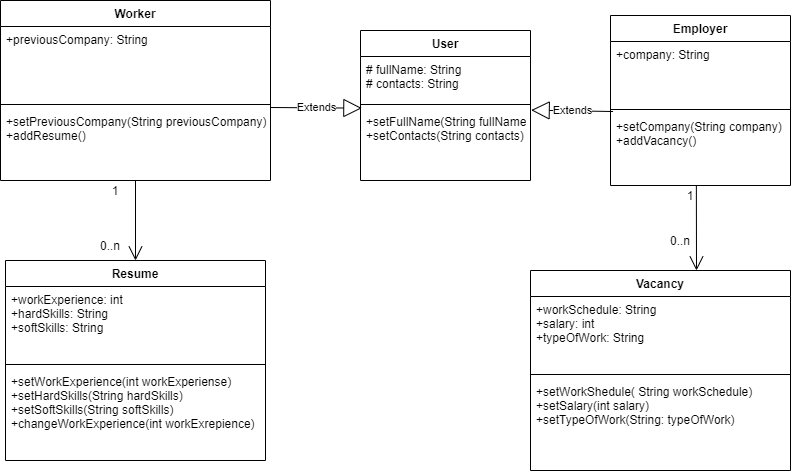 Worker
+previousCompany: String
+setPreviousCompany(String previousCompany)
+addResume()
Extends
User
# fullName: String
# contacts: String
+setFullName(String fullName
+setContacts(String contacts)
Extends
Employer
+company: String
+setCompany(String company)
+addVacancy()
1
0..n
1
0..n
Resume
+workExperience: int
+hardSkills: String
+softSkills: String
+setWorkExperience(int workExperiense)
+setHardSkills(String hardSkills)
+setSoftSkills(String softSkills)
+changeWorkExperience(int workExrepience)
Vacancy
+workSchedule: String
+salary: int
+typeOfWork: String
+setWorkShedule( String workSchedule)
+setSalary(int salary)
+setTypeOfWork(String: typeOfWork)